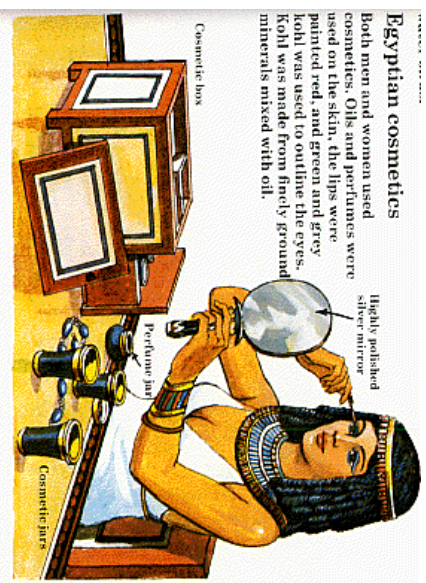 Egyptian cosmetics
Both men and women used
cosmetics. Oils and perfumes were
used on the skin, the lips were
painted red, and green and grey
kohl was used to outline the eyes.
Kohl was made from finely ground
minerals mixed with oil.
Highly polished
silver mirror
Cosmetic box
Perfume jar
Cosmetic jars